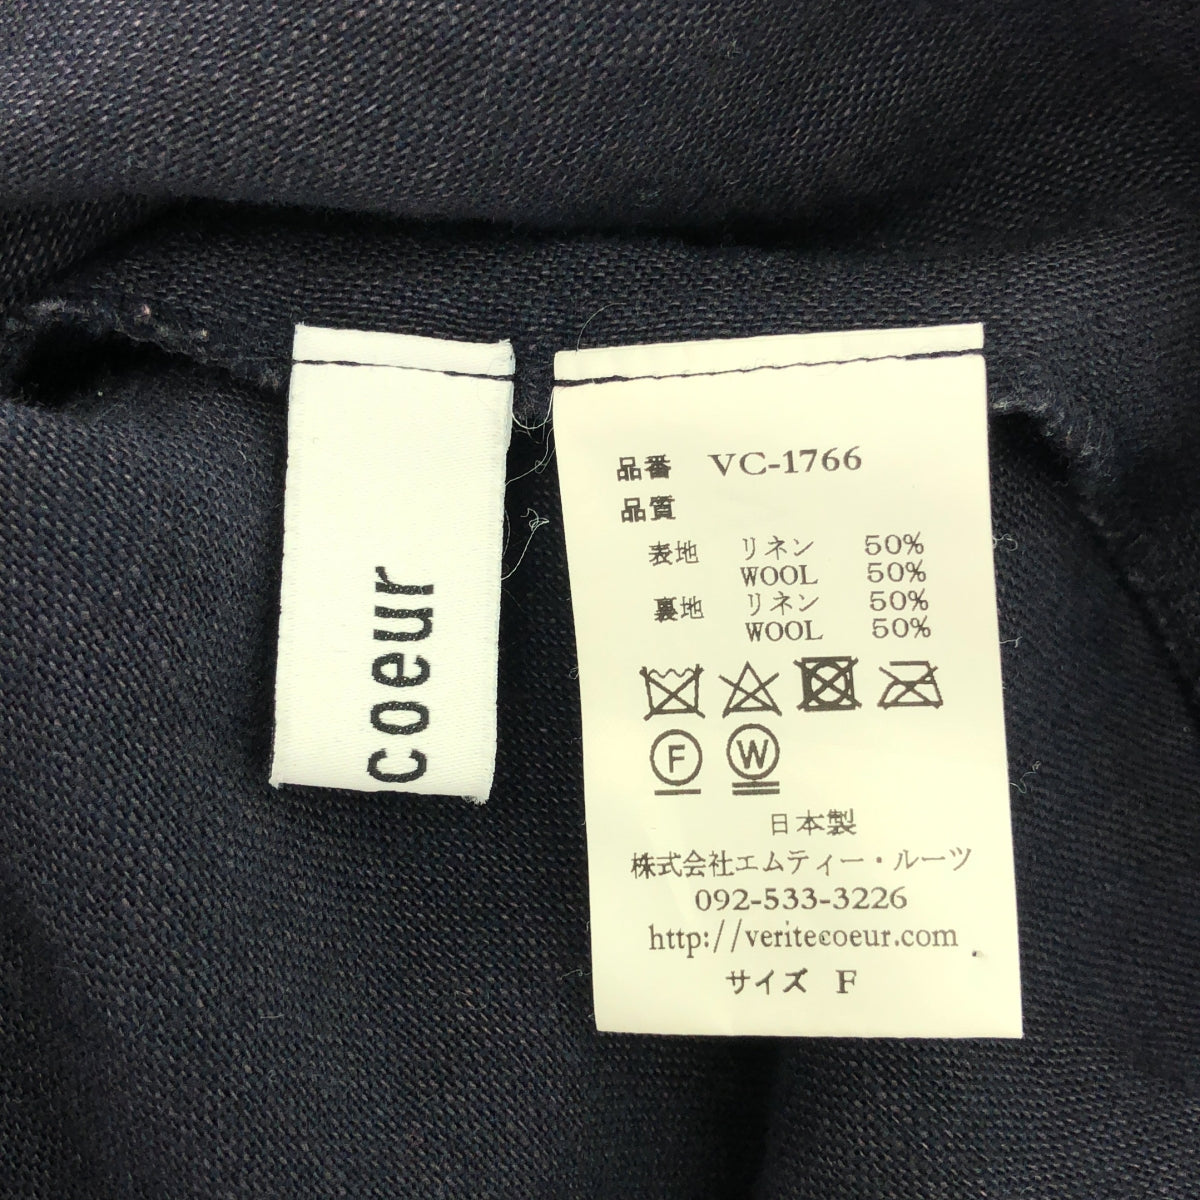 coeur
品番 VC-1766
品質
表地 リネン 50%
WOOL 50%
裏地 リネン 50%
WOOL 50%
F W
日本製
株式会社エムティー・ルーツ
092-533-3226
http://veritecoeur.com
サイズ F